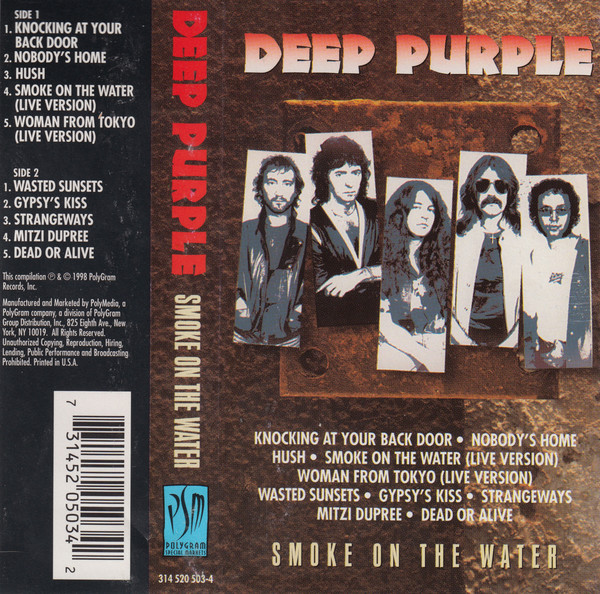 SIDE 1
1. KNOCKING AT YOUR
BACK DOOR
2. NOBODY'S HOME
3. HUSH
4. SMOKE ON THE WATER
(LIVE VERSION)
5. WOMAN FROM TOKYO
(LIVE VERSION)
SIDE 2
1. WASTED SUNSETS
2. GYPSY'S KISS
3. STRANGEWAYS
4. MITZI DUPREE
5. DEAD OR ALIVE
This compilation ℗ & © 1998 PolyGram
Records, Inc.
Manufactured and Marketed by PolyMedia, a
PolyGram company, a division of PolyGram
Group Distribution, Inc., 825 Eighth Ave., New
York, NY 10019. All Rights Reserved.
Unauthorized Copying, Reproduction, Hiring,
Lending, Public Performance and Broadcasting
Prohibited. Printed in U.S.A.
7 31452 05034 2
DEEP PURPLE
SMOKE ON THE WATER
PSM
POLYGRAM
SPECIAL MARKETS
314 520 503-4
DEEP PURPLE
KNOCKING AT YOUR BACK DOOR • NOBODY'S HOME
HUSH • SMOKE ON THE WATER (LIVE VERSION)
WOMAN FROM TOKYO (LIVE VERSION)
WASTED SUNSETS • GYPSY'S KISS • STRANGEWAYS
MITZI DUPREE • DEAD OR ALIVE
SMOKE ON THE WATER